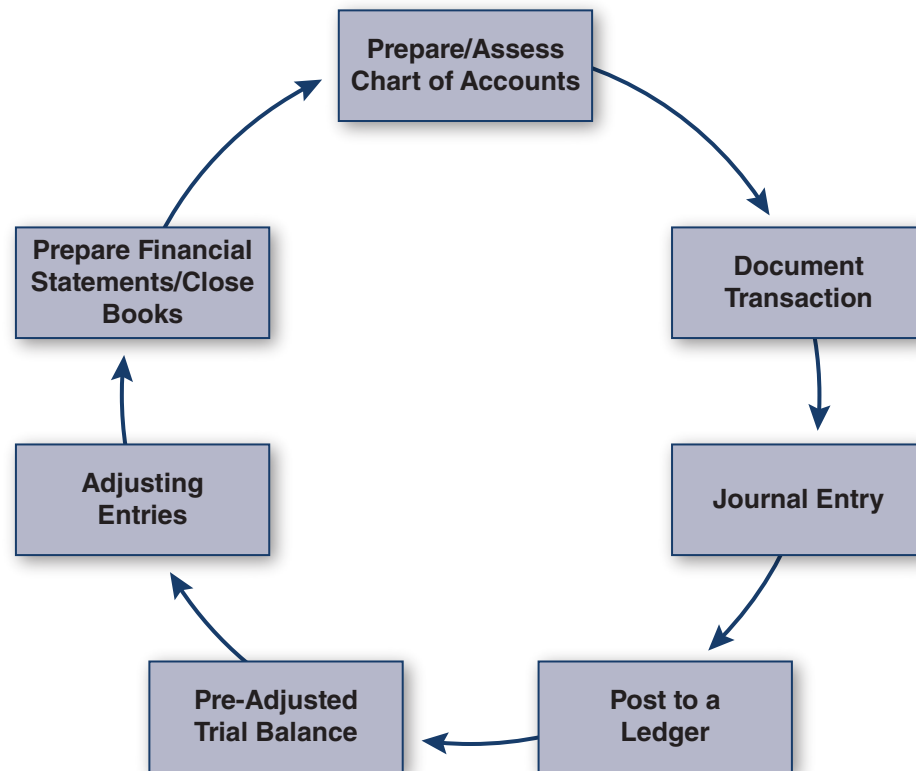 Prepare/Assess
Chart of Accounts
Document
Transaction
Journal Entry
Post to a
Ledger
Pre-Adjusted
Trial Balance
Adjusting
Entries
Prepare Financial
Statements/Close
Books